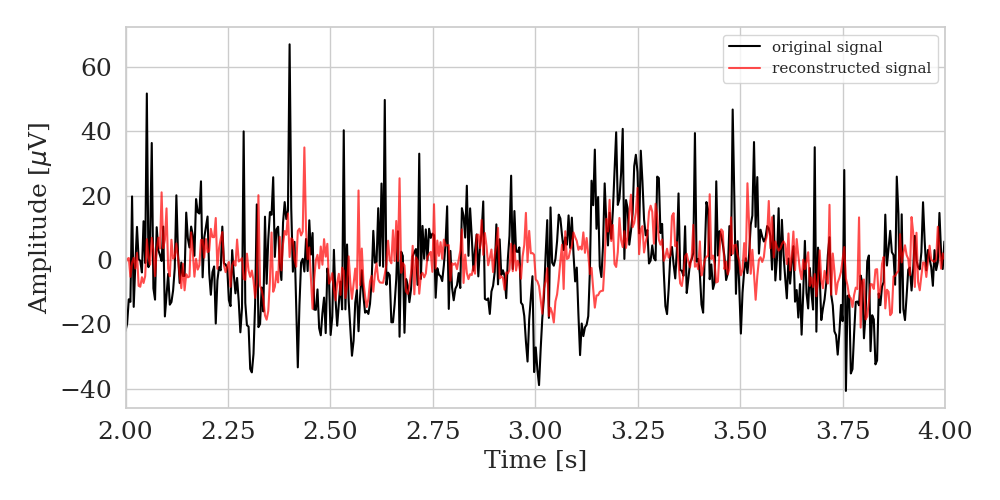 original signal
reconstructed signal
Amplitude [μV]
60
40
20
0
−20
−40
2.00 2.25 2.50 2.75 3.00 3.25 3.50 3.75 4.00
Time [s]